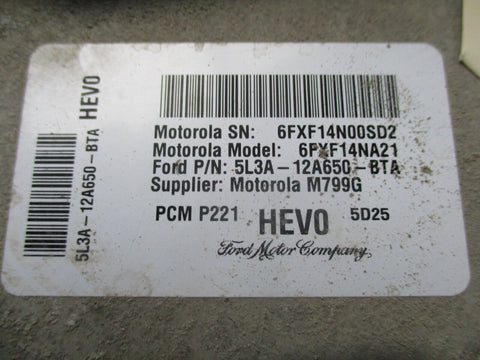 5L3A-12A650-BTA HEVO
Motorola SN: 6FXF14N00SD2
Motorola Model: 6FXF14NA21
Ford P/N: 5L3A-12A650-BTA
Supplier: Motorola M799G
PCM P221 HEVO 5D25
Ford Motor Company,